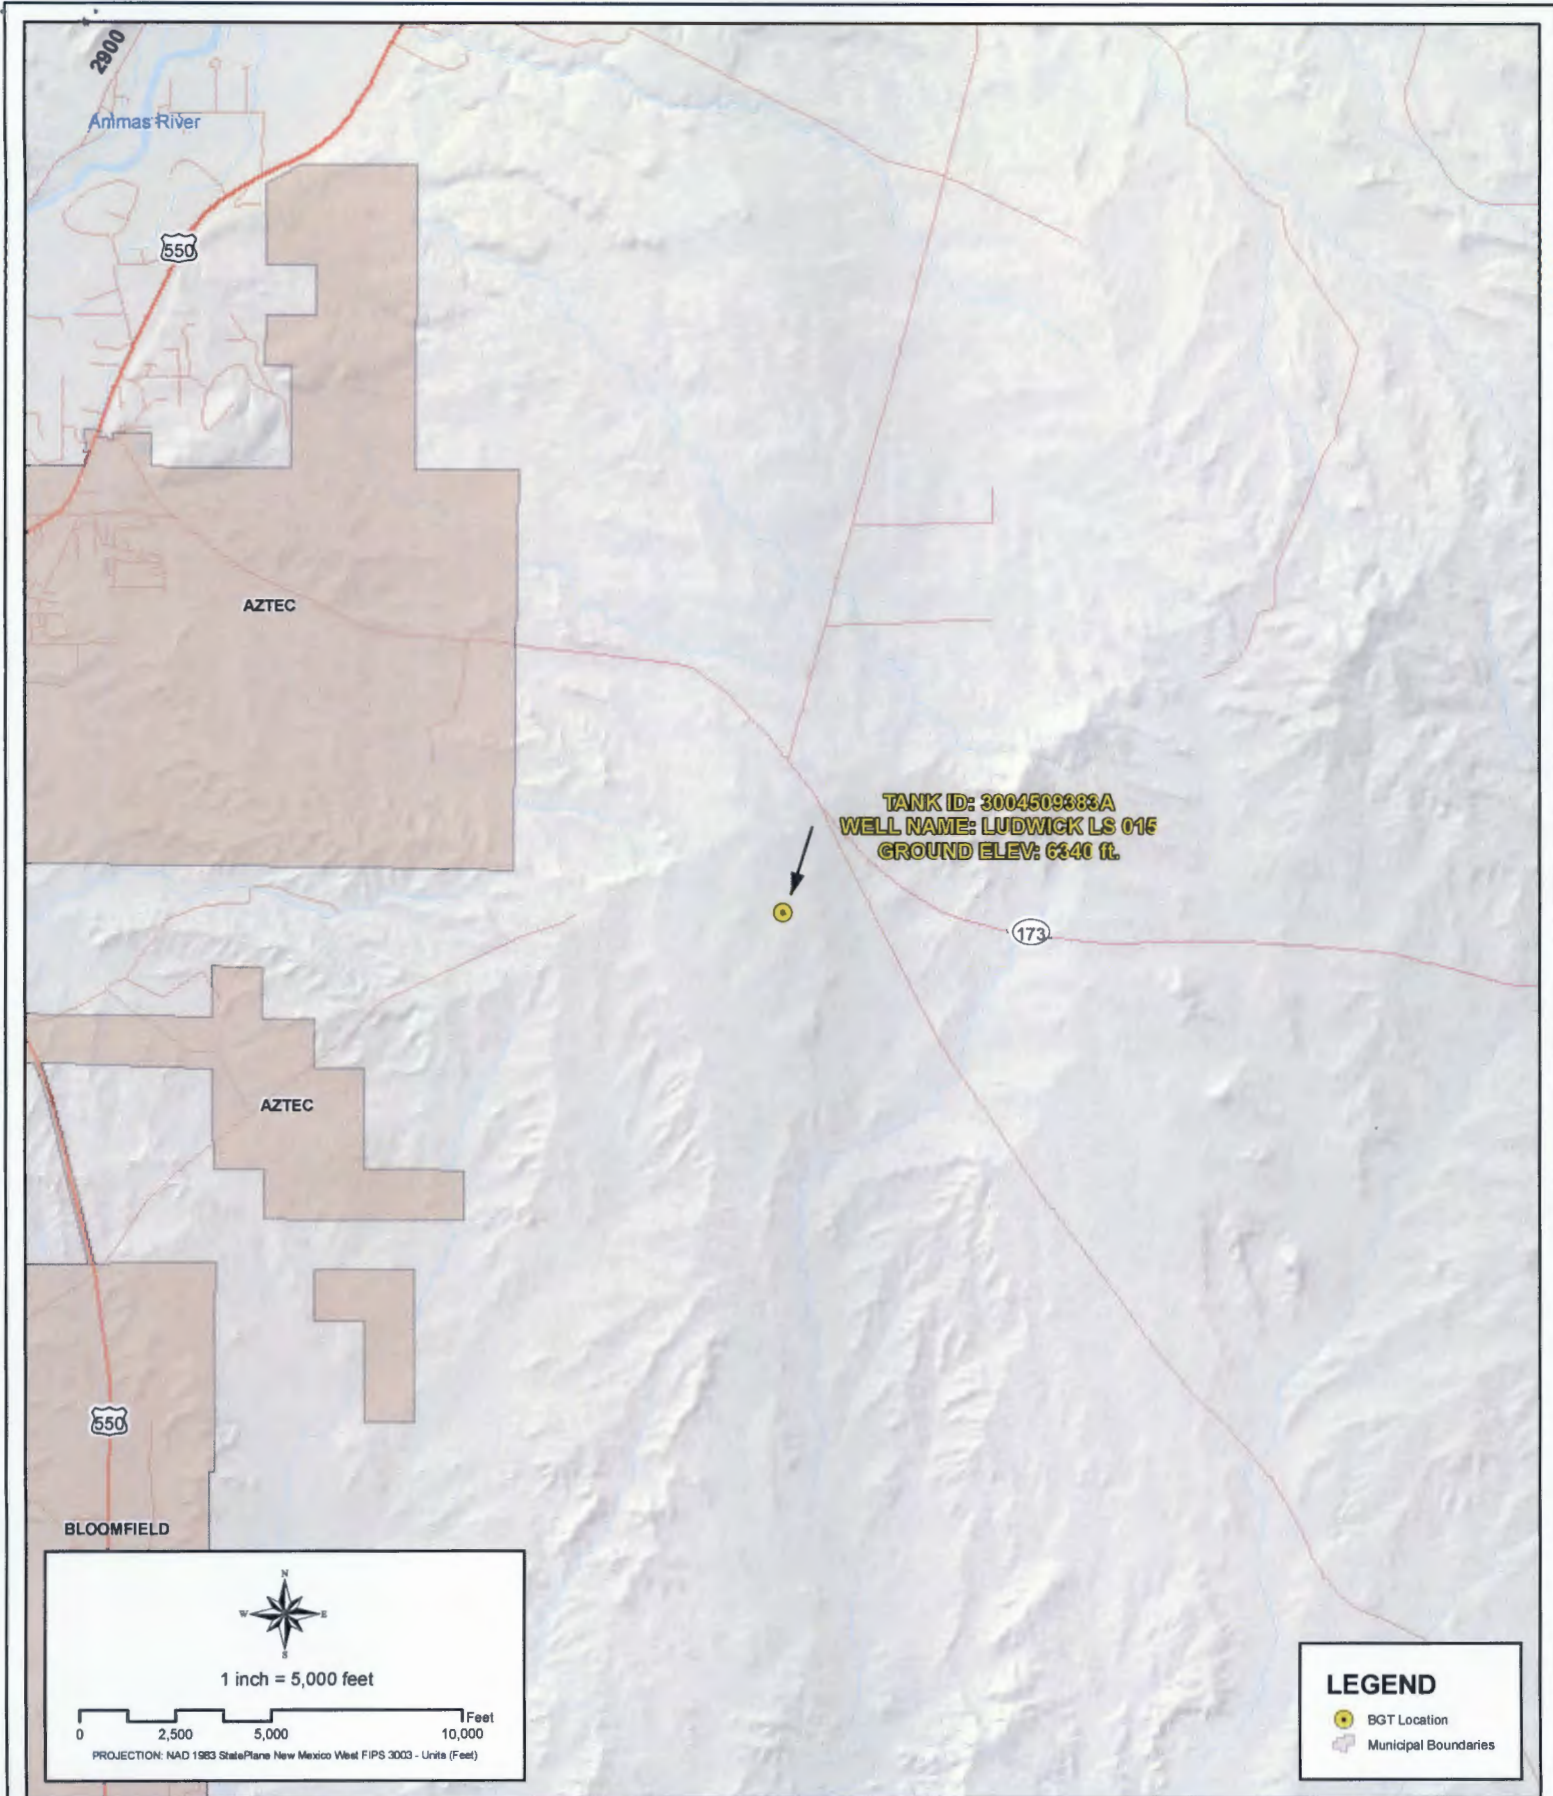 2900
Animas River
550
AZTEC
TANK ID: 3004509383A
WELL NAME: LUDWICK LS 015
GROUND ELEV: 6340 ft.
173
AZTEC
550
BLOOMFIELD
N
W E
S
1 inch = 5,000 feet
Feet
0 2,500 5,000 10,000
PROJECTION: NAD 1983 StatePlane New Mexico West FIPS 3003 - Units (Feet)
LEGEND
BGT Location
Municipal Boundaries